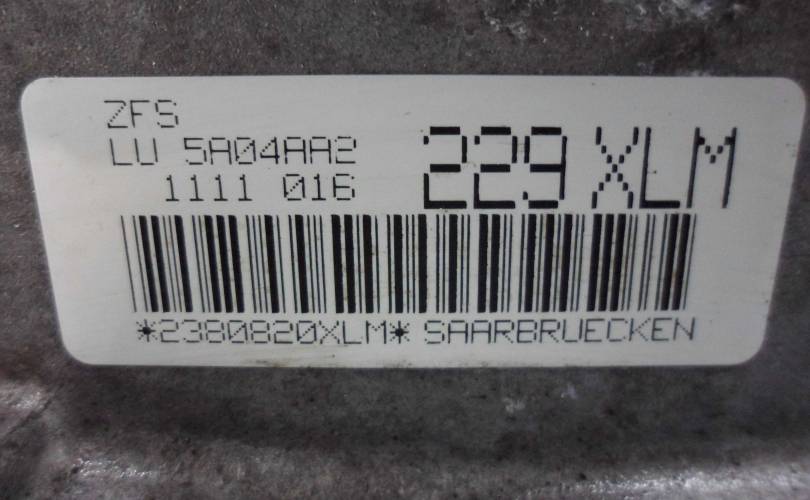 ZFS
LU 5A04AA2
1111 016
229 XLM
*2380820XLM* SAARBRUECKEN